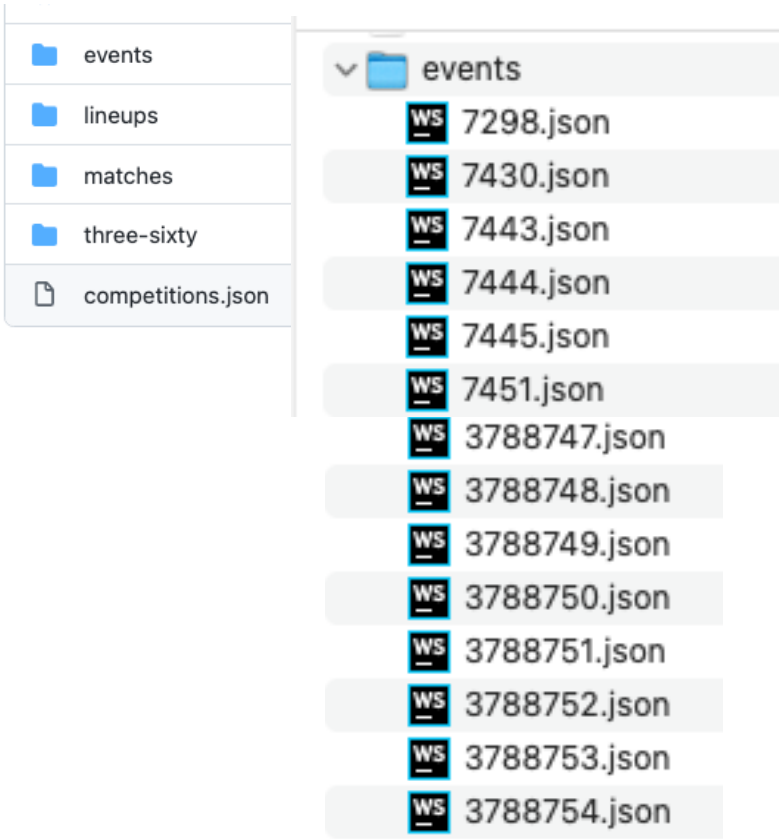 events
lineups
matches
three-sixty
competitions.json
events
WS 7298.json
WS 7430.json
WS 7443.json
WS 7444.json
WS 7445.json
WS 7451.json
WS 3788747.json
WS 3788748.json
WS 3788749.json
WS 3788750.json
WS 3788751.json
WS 3788752.json
WS 3788753.json
WS 3788754.json